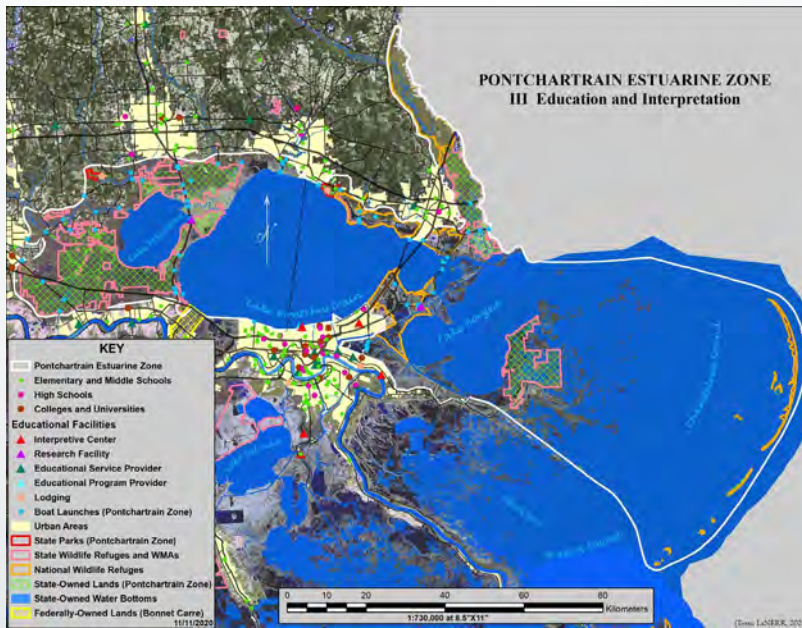 PONTCHARTRAIN ESTUARINE ZONE
III Education and Interpretation
Lake Pontchartrain
Lake Borgne
Chandeleur Sound
KEY
Pontchartrain Estuarine Zone
Elementary and Middle Schools
High Schools
Colleges and Universities
Educational Facilities
Interpretive Center
Research Facility
Educational Service Provider
Educational Program Provider
Lodging
Boat Launches (Pontchartrain Zone)
Urban Areas
State Parks (Pontchartrain Zone)
State Wildlife Refuges and WMAs
National Wildlife Refuges
State-Owned Lands (Pontchartrain Zone)
State-Owned Water Bottoms
Federally-Owned Lands (Bonnet Carre)
11/11/2020
0 10 20 40 60 80
Kilometers
1:730,000 at 8.5"X11"